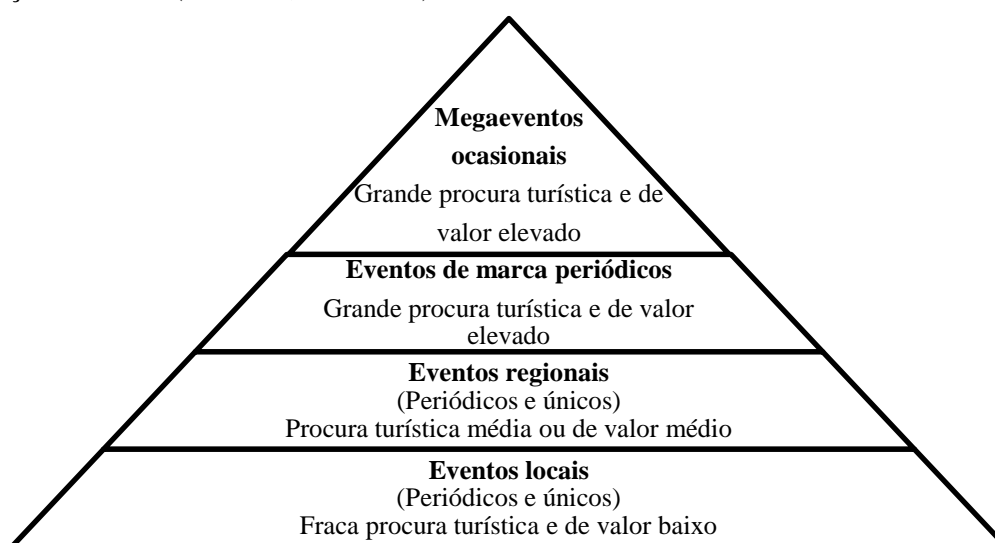 Megaeventos
ocasionais
Grande procura turística e de
valor elevado
Eventos de marca periódicos
Grande procura turística e de valor
elevado
Eventos regionais
(Periódicos e únicos)
Procura turística média ou de valor médio
Eventos locais
(Periódicos e únicos)
Fraca procura turística e de valor baixo